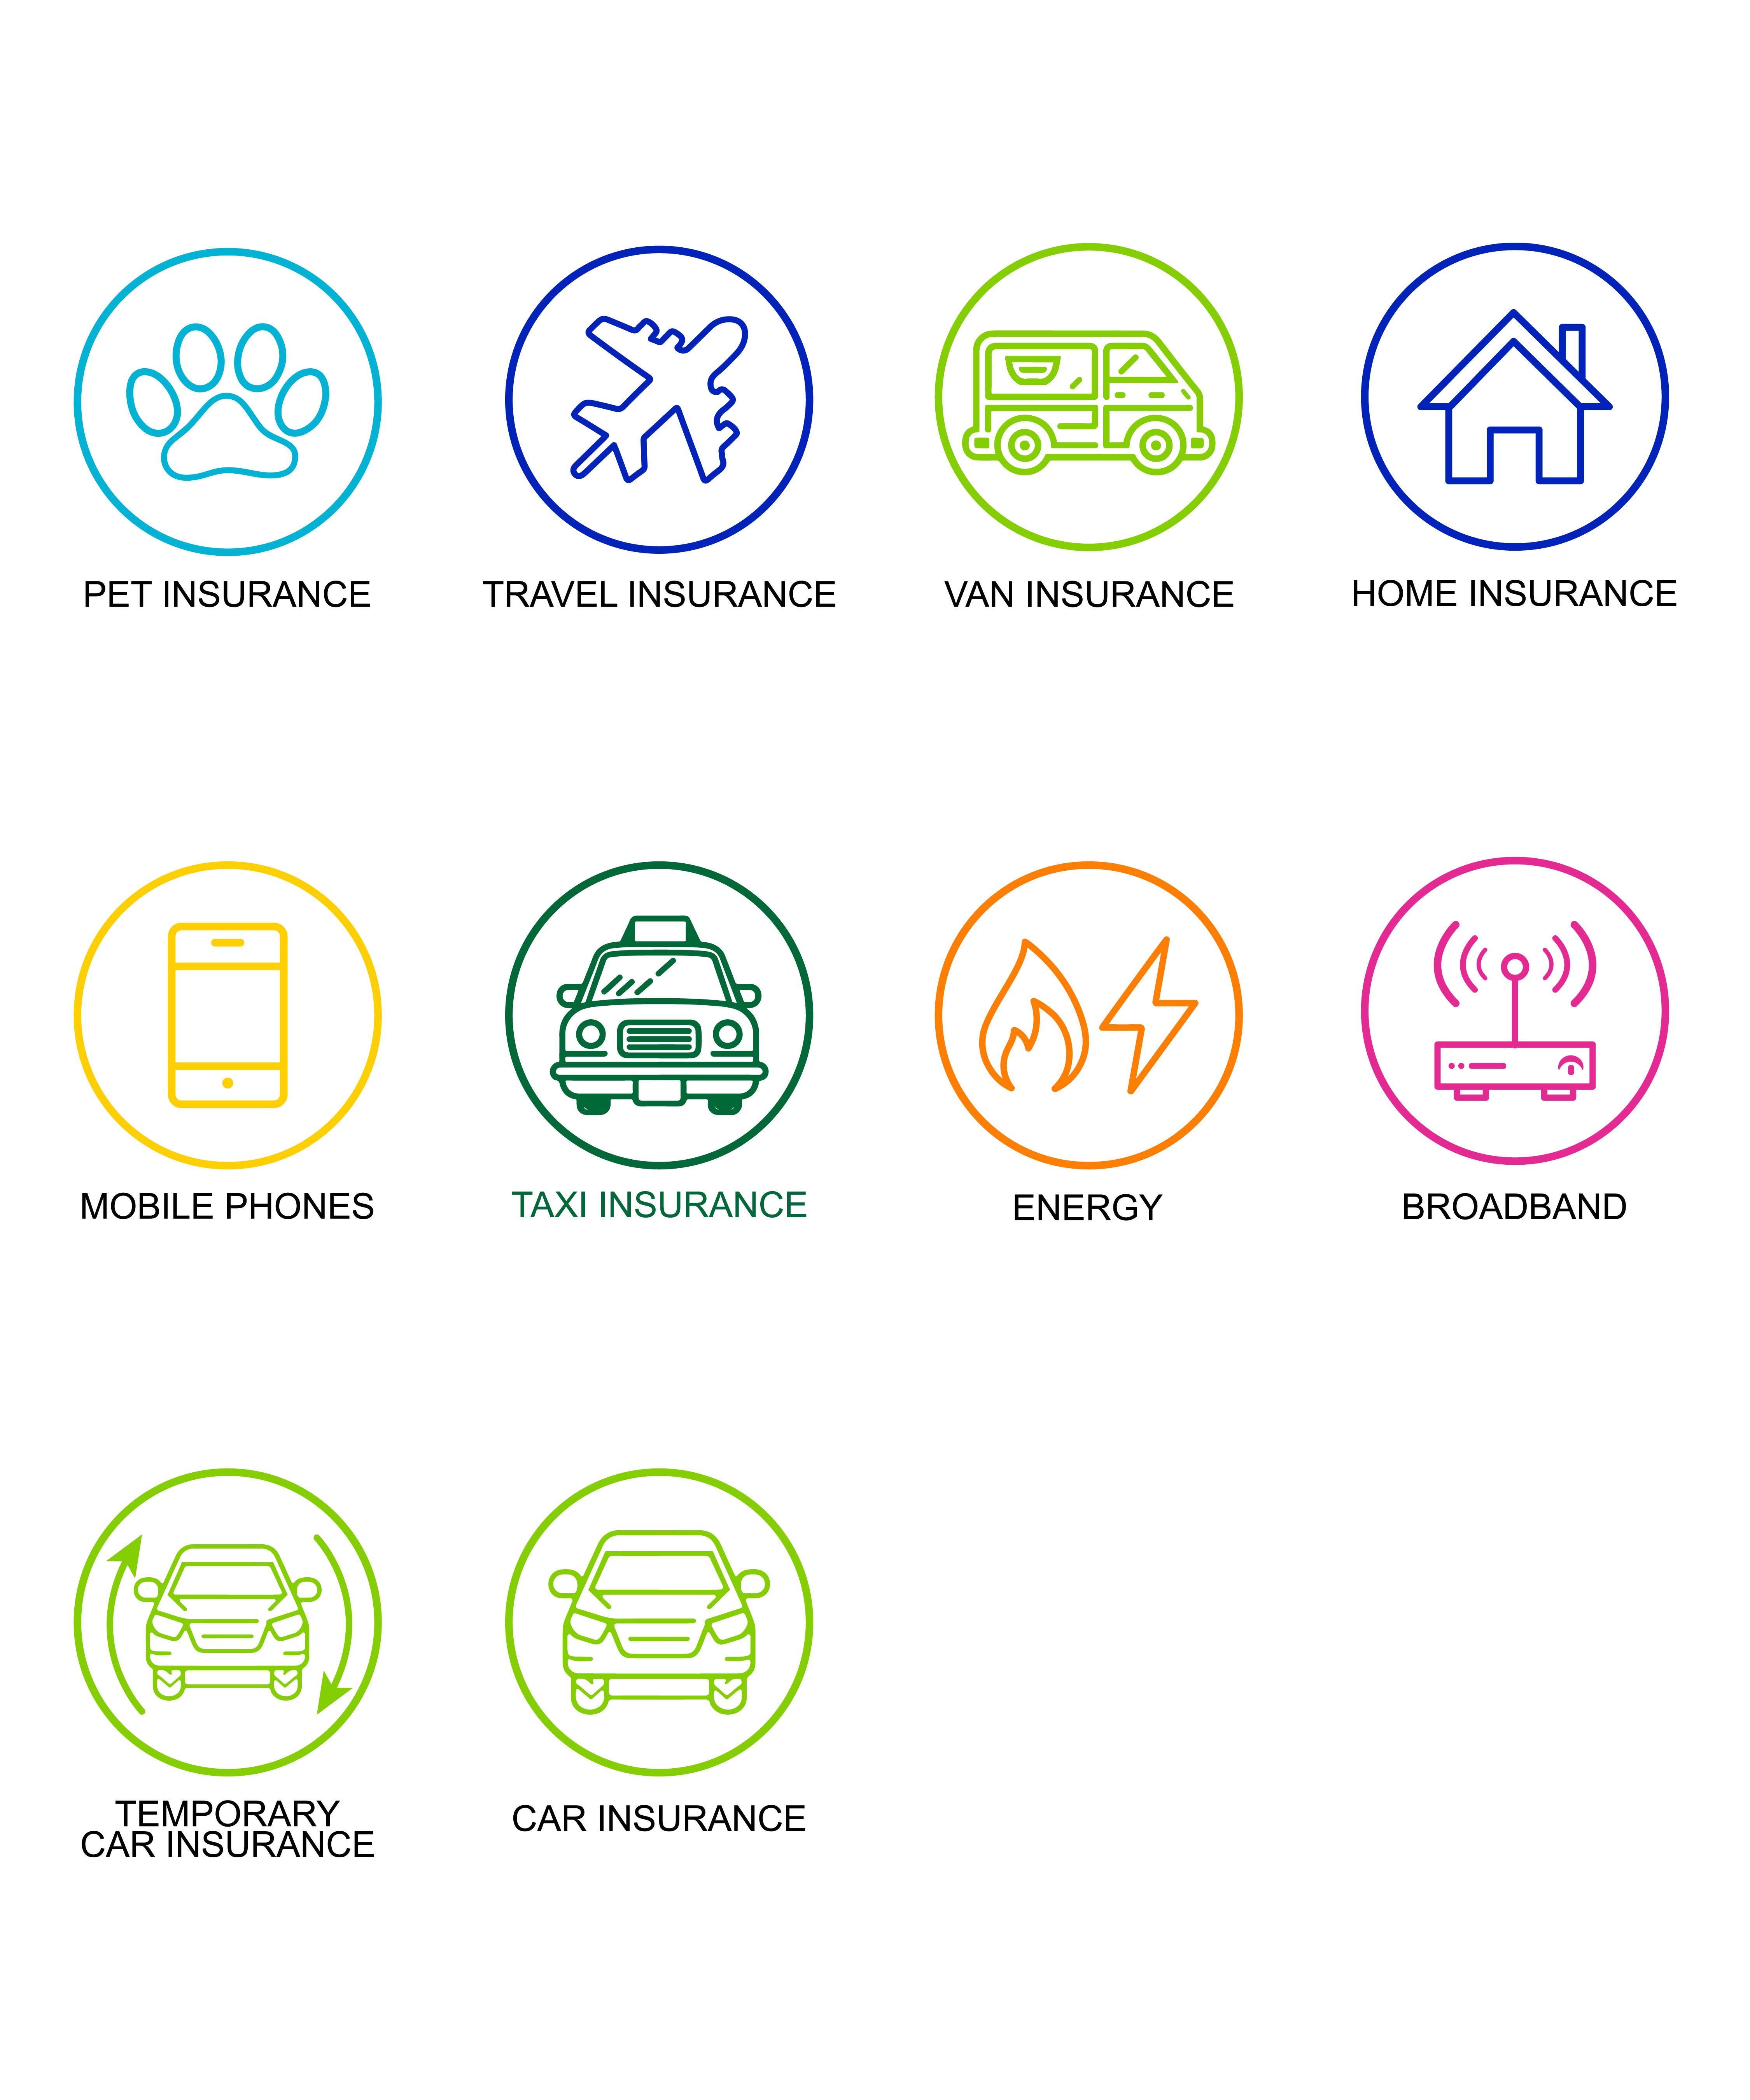 PET INSURANCE
TRAVEL INSURANCE
VAN INSURANCE
HOME INSURANCE
MOBILE PHONES
TAXI INSURANCE
ENERGY
BROADBAND
TEMPORARY
CAR INSURANCE
CAR INSURANCE